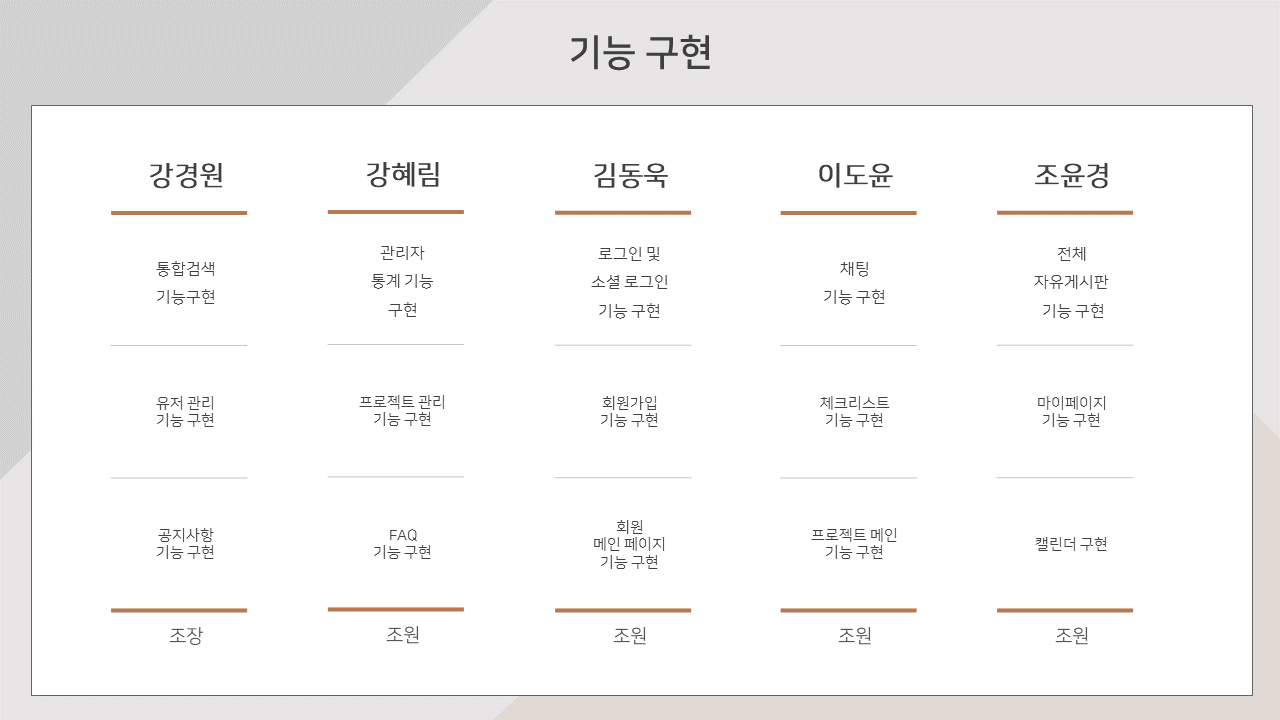 기능 구현
강경원
통합검색
기능구현
유저 관리
기능 구현
공지사항
기능 구현
조장
강혜림
관리자
통계 기능
구현
프로젝트 관리
기능 구현
FAQ
기능 구현
조원
김동욱
로그인 및
소셜 로그인
기능 구현
회원가입
기능 구현
회원
메인 페이지
기능 구현
조원
이도윤
채팅
기능 구현
체크리스트
기능 구현
프로젝트 메인
기능 구현
조원
조윤경
전체
자유게시판
기능 구현
마이페이지
기능 구현
캘린더 구현
조원